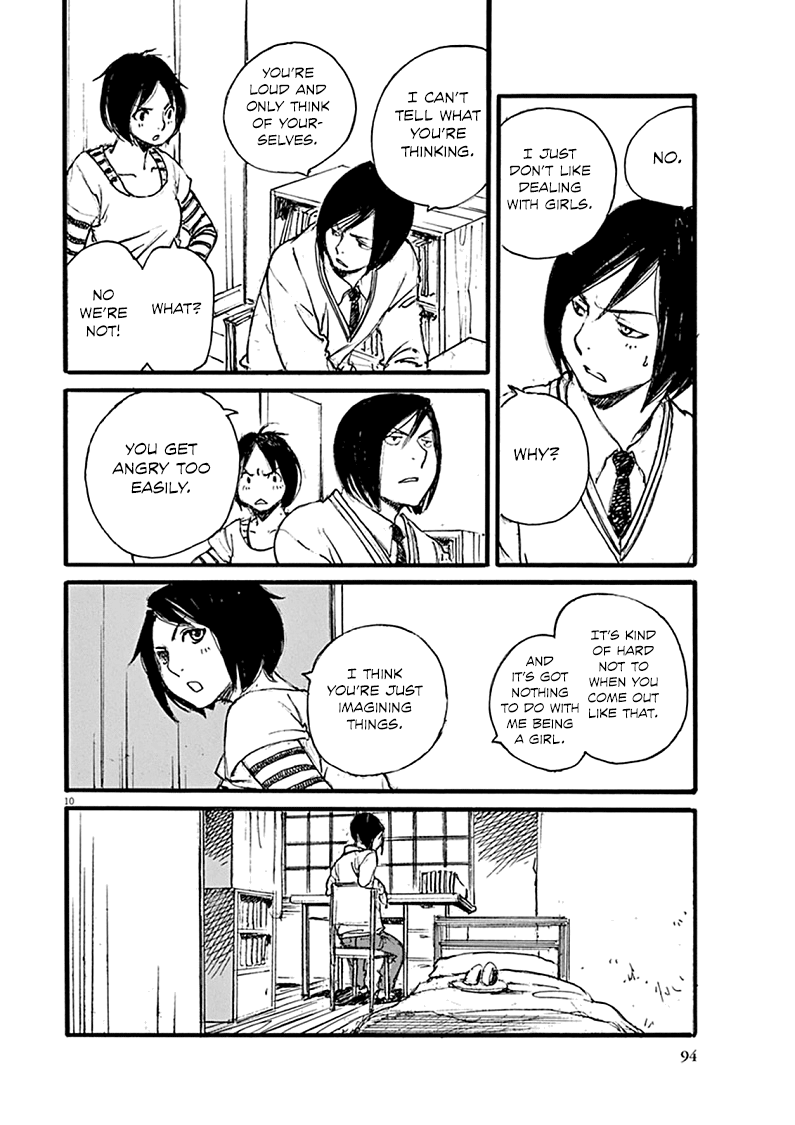 NO.
I JUST
DON'T LIKE
DEALING
WITH GIRLS.
WHY?
I CAN'T
TELL WHAT
YOU'RE
THINKING.
YOU'RE
LOUD AND
ONLY THINK
OF YOUR-
SELVES.
WHAT?
NO
WE'RE
NOT!
YOU GET
ANGRY TOO
EASILY.
IT'S KIND
OF HARD
NOT TO
WHEN YOU
COME OUT
LIKE THAT.
AND
IT'S GOT
NOTHING
TO DO WITH
ME BEING
A GIRL.
I THINK
YOU'RE JUST
IMAGINING
THINGS.
10
94